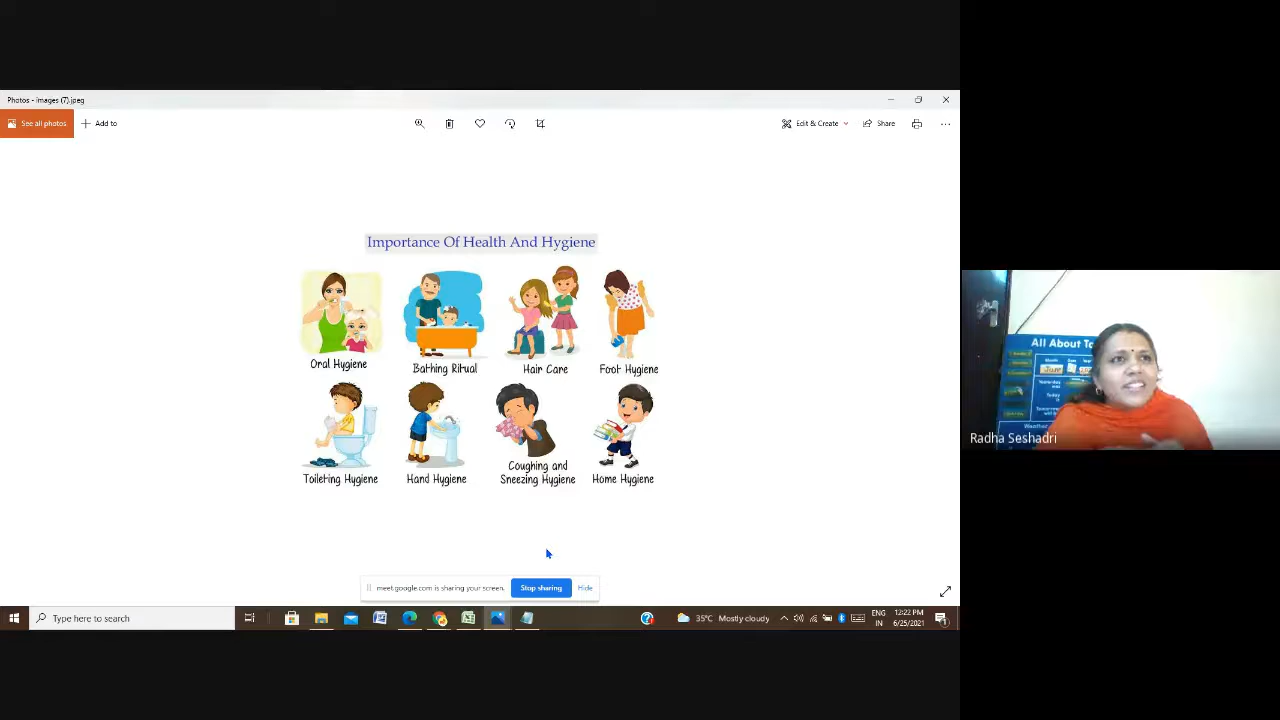 Photos - images (7).jpeg
See all photos
Add to
Edit & Create
Share
Importance Of Health And Hygiene
Oral Hygiene
Bathing Ritual
Hair Care
Foot Hygiene
Toileting Hygiene
Hand Hygiene
Coughing and
Sneezing Hygiene
Home Hygiene
All About To
Radha Seshadri
meet.google.com is sharing your screen.
Stop sharing
Hide
Type here to search
35°C Mostly cloudy
ENG
IN
12:22 PM
6/25/2021